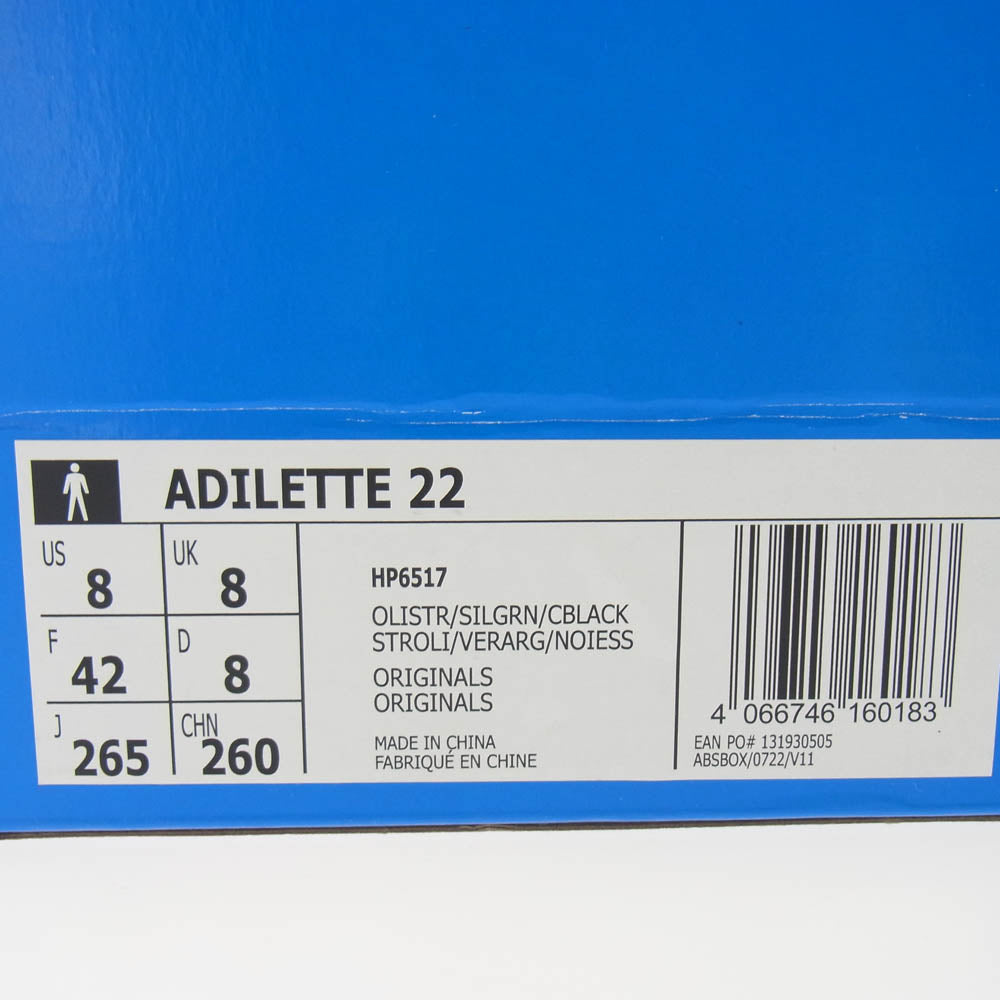 ADILETTE 22
US 8
UK 8
F 42
D 8
J 265
CHN 260
HP6517
OLISTR/SILGRN/CBLACK
STROLI/VERARG/NOIESS
ORIGINALS
ORIGINALS
MADE IN CHINA
FABRIQUÉ EN CHINE
4 066746 160183
EAN PO# 131930505
ABSBOX/0722/V11